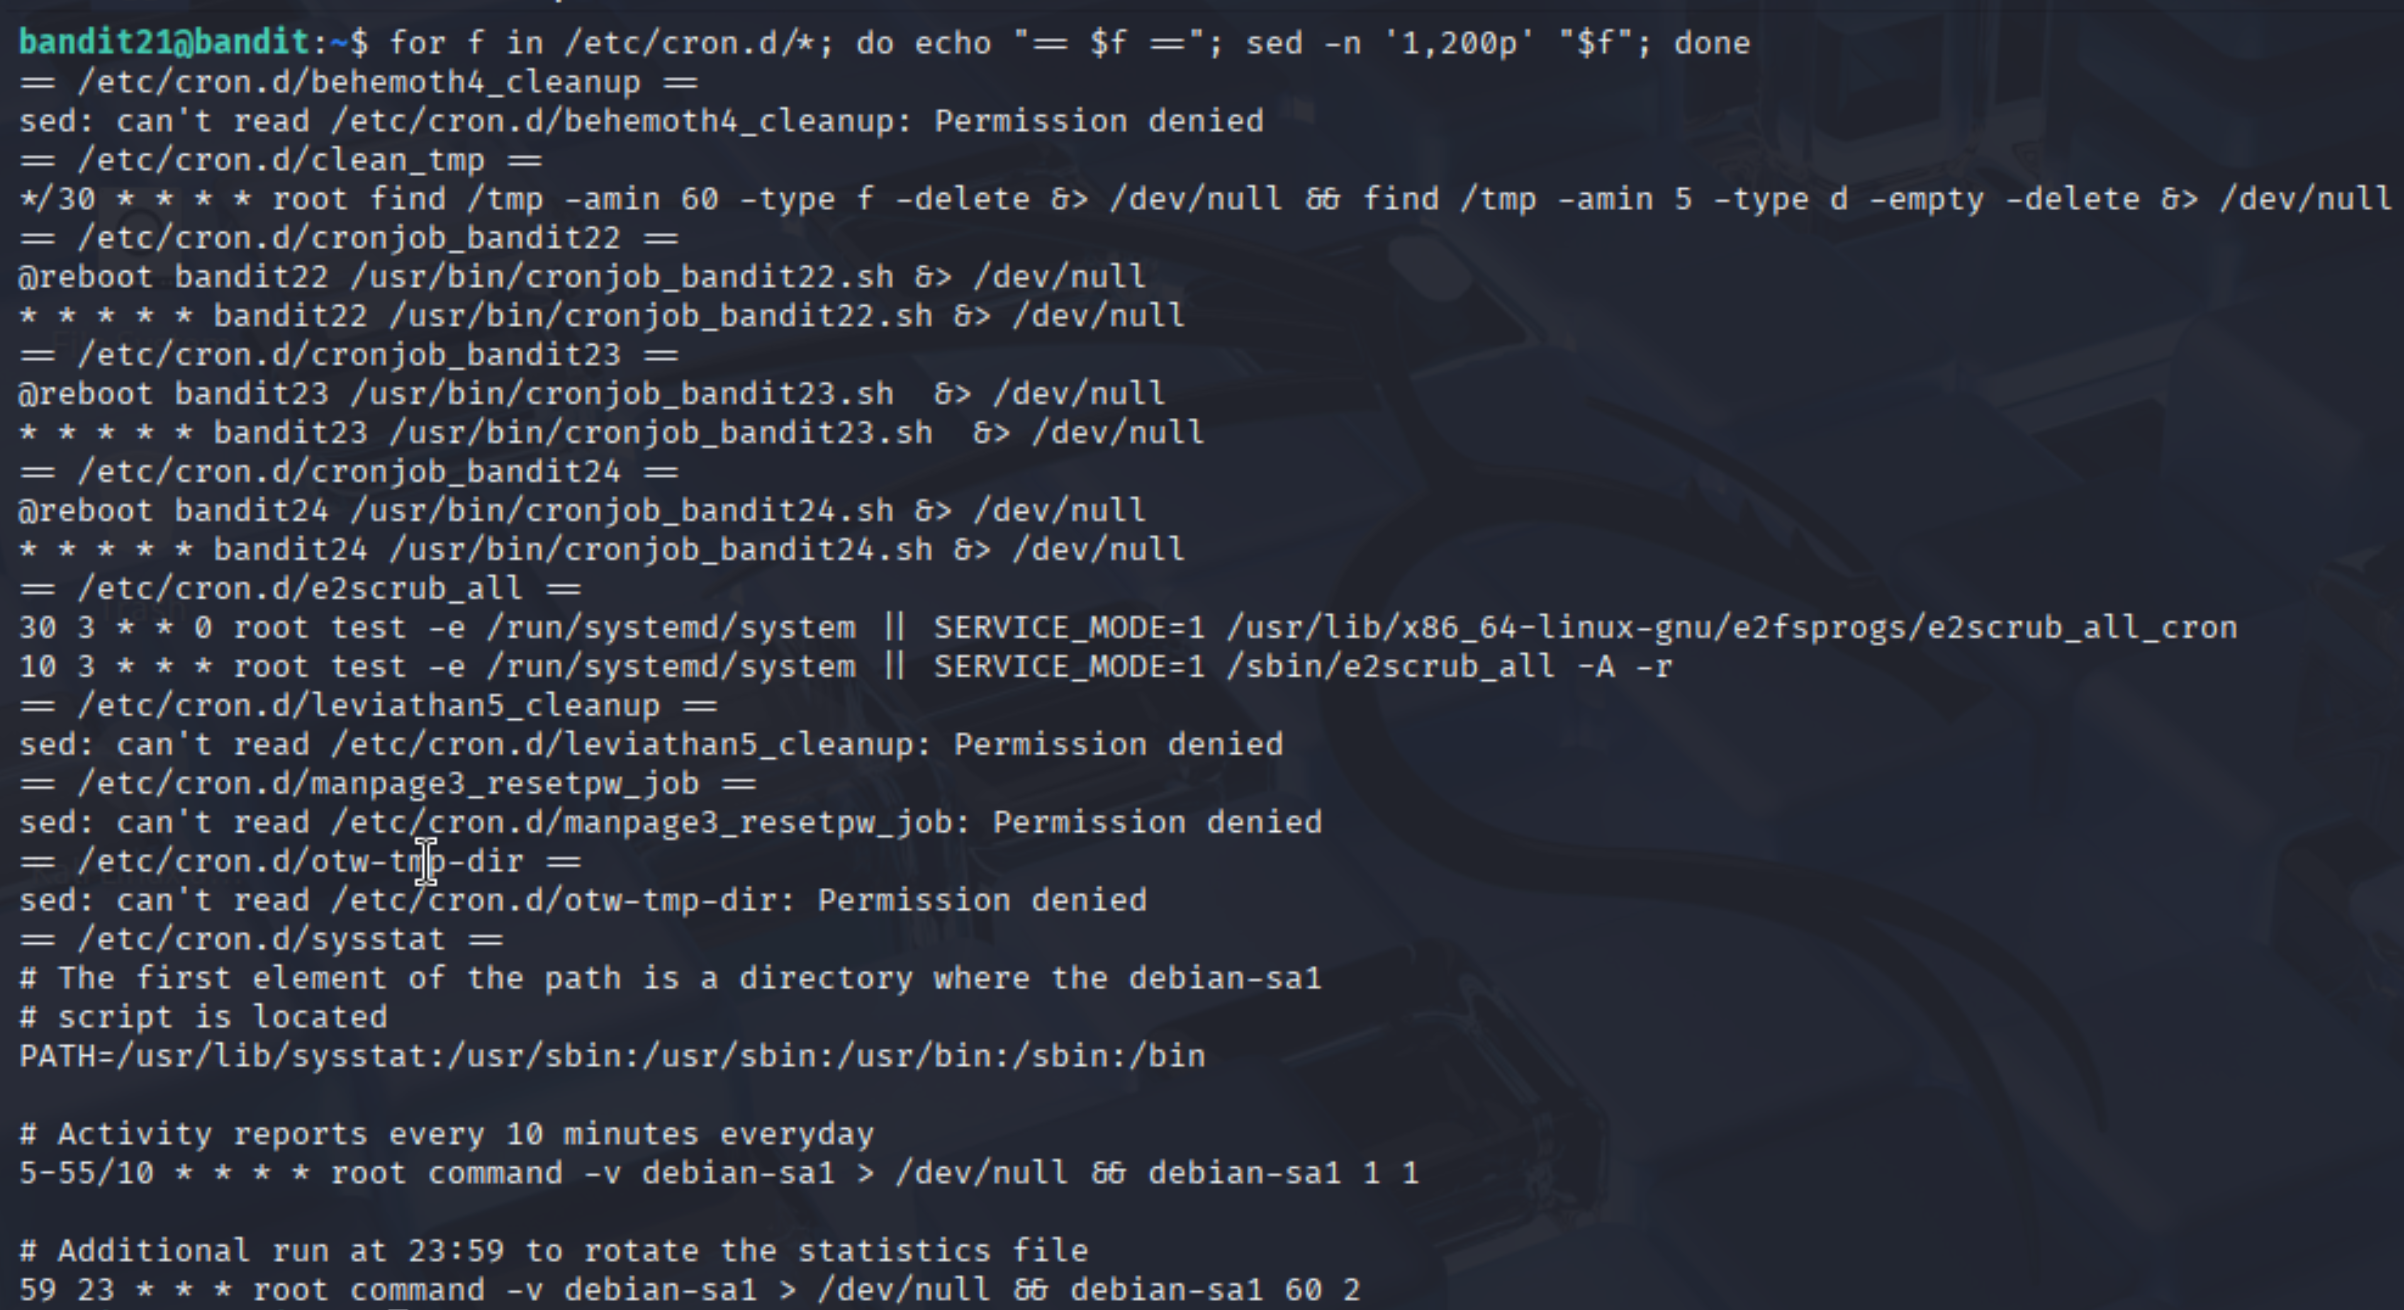 bandit21@bandit:~$ for f in /etc/cron.d/*; do echo "== $f =="; sed -n '1,200p' "$f"; done
== /etc/cron.d/behemoth4_cleanup ==
sed: can't read /etc/cron.d/behemoth4_cleanup: Permission denied
== /etc/cron.d/clean_tmp ==
*/30 * * * * root find /tmp -amin 60 -type f -delete &> /dev/null && find /tmp -amin 5 -type d -empty -delete &> /dev/null
== /etc/cron.d/cronjob_bandit22 ==
@reboot bandit22 /usr/bin/cronjob_bandit22.sh &> /dev/null
* * * * * bandit22 /usr/bin/cronjob_bandit22.sh &> /dev/null
== /etc/cron.d/cronjob_bandit23 ==
@reboot bandit23 /usr/bin/cronjob_bandit23.sh  &> /dev/null
* * * * * bandit23 /usr/bin/cronjob_bandit23.sh  &> /dev/null
== /etc/cron.d/cronjob_bandit24 ==
@reboot bandit24 /usr/bin/cronjob_bandit24.sh &> /dev/null
* * * * * bandit24 /usr/bin/cronjob_bandit24.sh &> /dev/null
== /etc/cron.d/e2scrub_all ==
30 3 * * 0 root test -e /run/systemd/system || SERVICE_MODE=1 /usr/lib/x86_64-linux-gnu/e2fsprogs/e2scrub_all_cron
10 3 * * * root test -e /run/systemd/system || SERVICE_MODE=1 /sbin/e2scrub_all -A -r
== /etc/cron.d/leviathan5_cleanup ==
sed: can't read /etc/cron.d/leviathan5_cleanup: Permission denied
== /etc/cron.d/manpage3_resetpw_job ==
sed: can't read /etc/cron.d/manpage3_resetpw_job: Permission denied
== /etc/cron.d/otw-tmp-dir ==
sed: can't read /etc/cron.d/otw-tmp-dir: Permission denied
== /etc/cron.d/sysstat ==
# The first element of the path is a directory where the debian-sa1
# script is located
PATH=/usr/lib/sysstat:/usr/sbin:/usr/sbin:/usr/bin:/sbin:/bin

# Activity reports every 10 minutes everyday
5-55/10 * * * * root command -v debian-sa1 > /dev/null && debian-sa1 1 1

# Additional run at 23:59 to rotate the statistics file
59 23 * * * root command -v debian-sa1 > /dev/null && debian-sa1 60 2